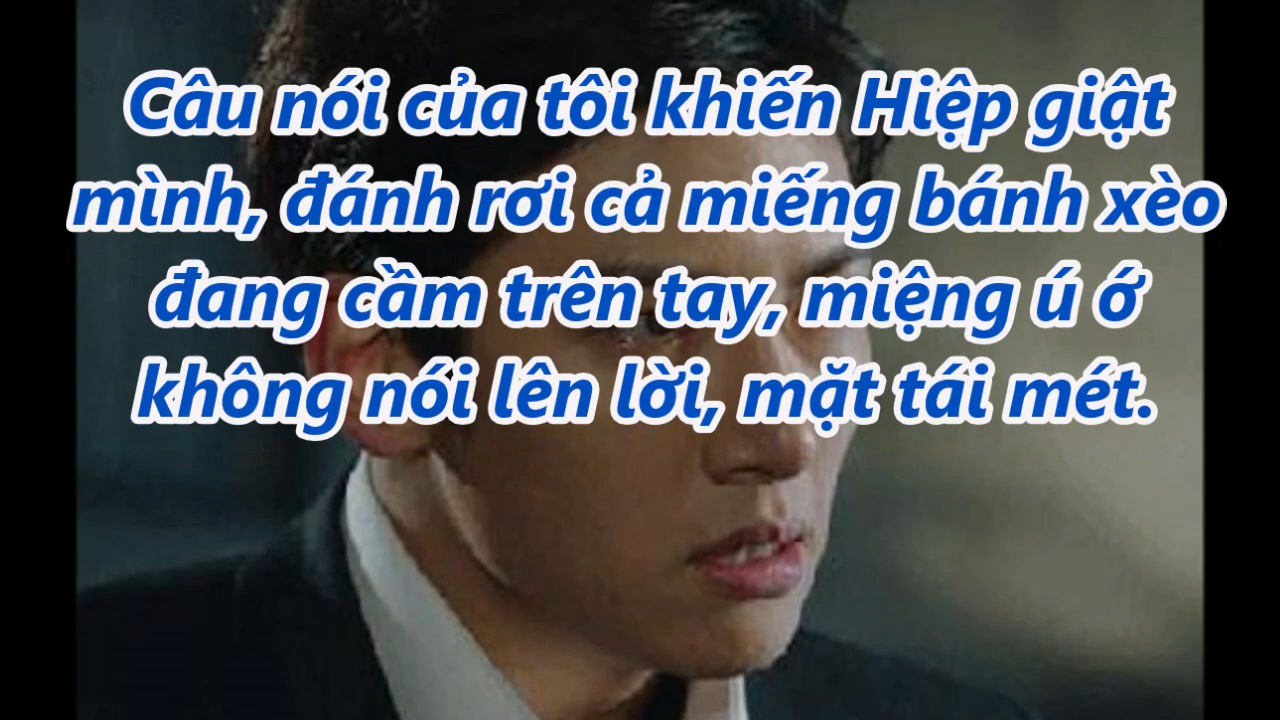 Câu nói của tôi khiến Hiệp giật
mình, đánh rơi cả miếng bánh xèo
đang cầm trên tay, miệng ú ớ
không nói lên lời, mặt tái mét.